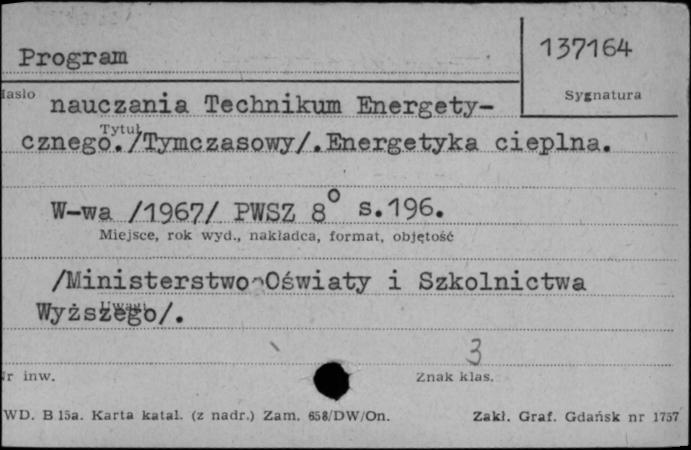 137164
Program
Sygnatura
Hasło
nauczania Technikum Energety-
Tytuł
cznego./Tymczasowy/.Energetyka cieplna.
W-wa /1967/ PWSZ 8° s.196.
Miejsce, rok wyd., nakładca, format, objętość
/Ministerstwo Oświaty i Szkolnictwa
Uwagi
Wyższego/.
3
Nr inw.
Znak klas.
WD. B 15a. Karta katal. (z nadr.) Zam. 658/DW/On.
Zakł. Graf. Gdańsk nr 1757